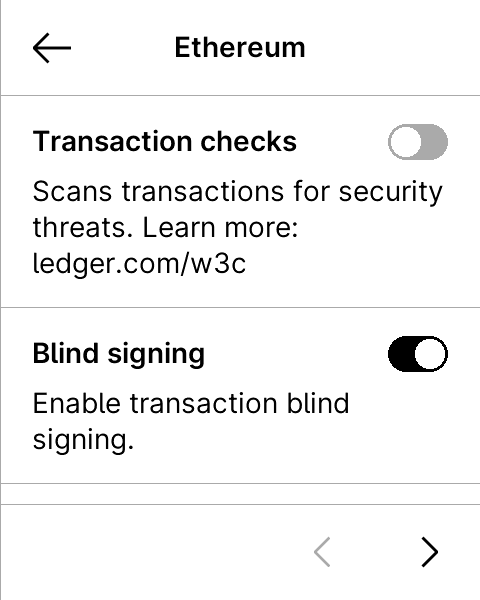 Ethereum
Transaction checks
Scans transactions for security
threats. Learn more:
ledger.com/w3c
Blind signing
Enable transaction blind
signing.